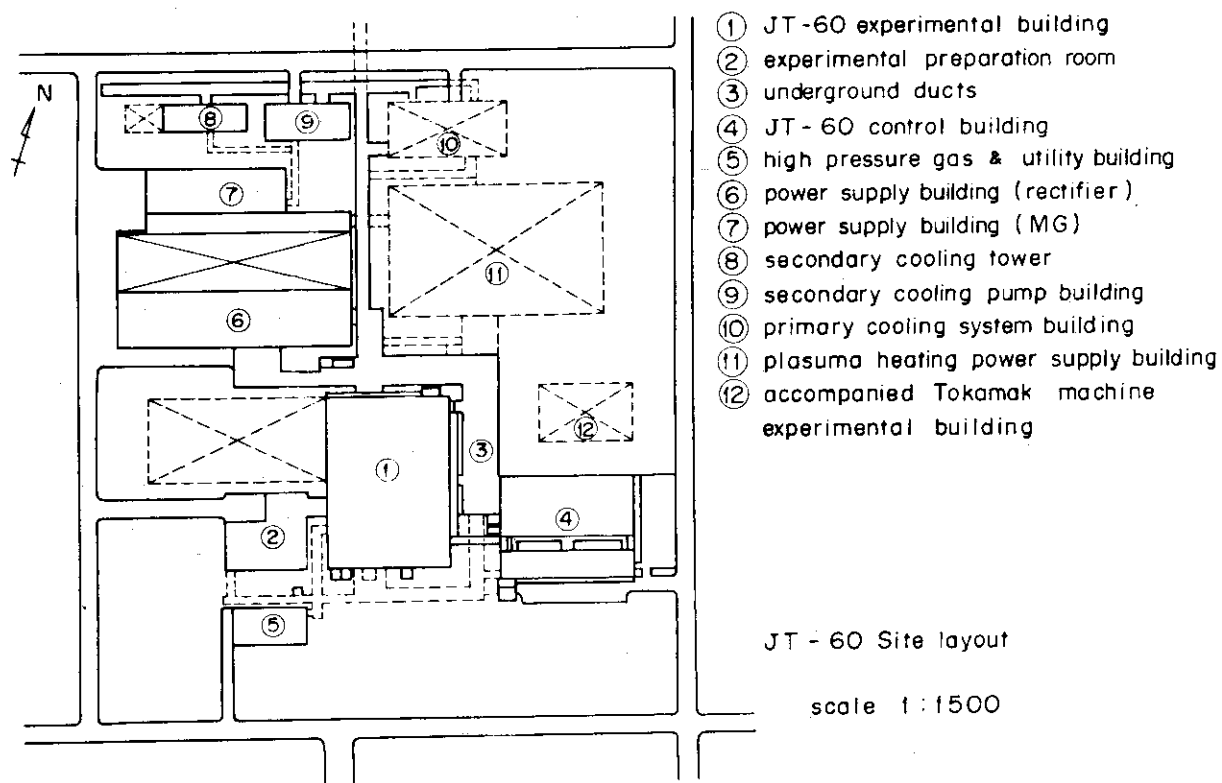 ① JT-60 experimental building
② experimental preparation room
③ underground ducts
④ JT-60 control building
⑤ high pressure gas & utility building
⑥ power supply building (rectifier)
⑦ power supply building (MG)
⑧ secondary cooling tower
⑨ secondary cooling pump building
⑩ primary cooling system building
⑪ plasuma heating power supply building
⑫ accompanied Tokamak machine
experimental building
N
⑧
⑨
⑩
⑦
⑪
⑥
⑫
③
①
④
②
⑤
JT-60 Site layout
scale 1:1500